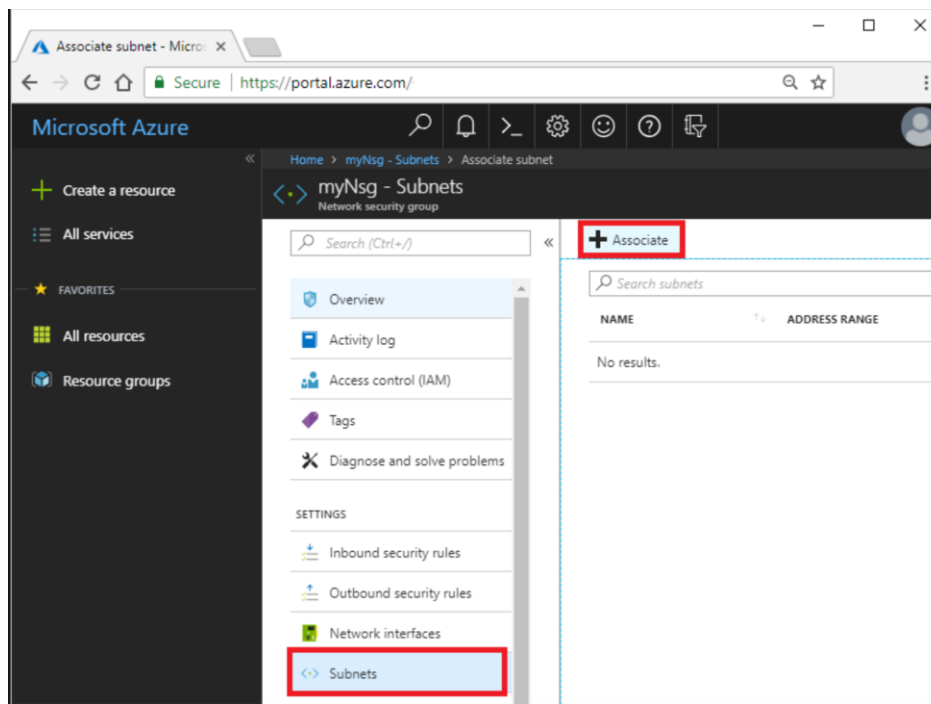 Associate subnet - Micro
Secure | https://portal.azure.com/
Microsoft Azure
Home > myNsg - Subnets > Associate subnet
myNsg - Subnets
Network security group
Create a resource
All services
FAVORITES
All resources
Resource groups
Search (Ctrl+/)
Overview
Activity log
Access control (IAM)
Tags
Diagnose and solve problems
SETTINGS
Inbound security rules
Outbound security rules
Network interfaces
Subnets
Associate
Search subnets
NAME ADDRESS RANGE
No results.